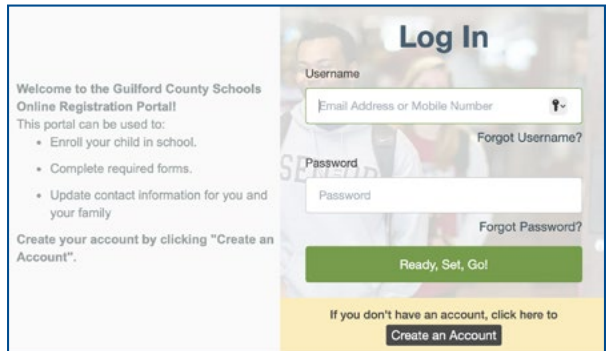 Welcome to the Guilford County Schools
Online Registration Portal!
This portal can be used to:
• Enroll your child in school.
• Complete required forms.
• Update contact information for you and
your family
Create your account by clicking "Create an
Account".
Log In
Username
Email Address or Mobile Number
Forgot Username?
Password
Password
Forgot Password?
Ready, Set, Go!
If you don't have an account, click here to
Create an Account